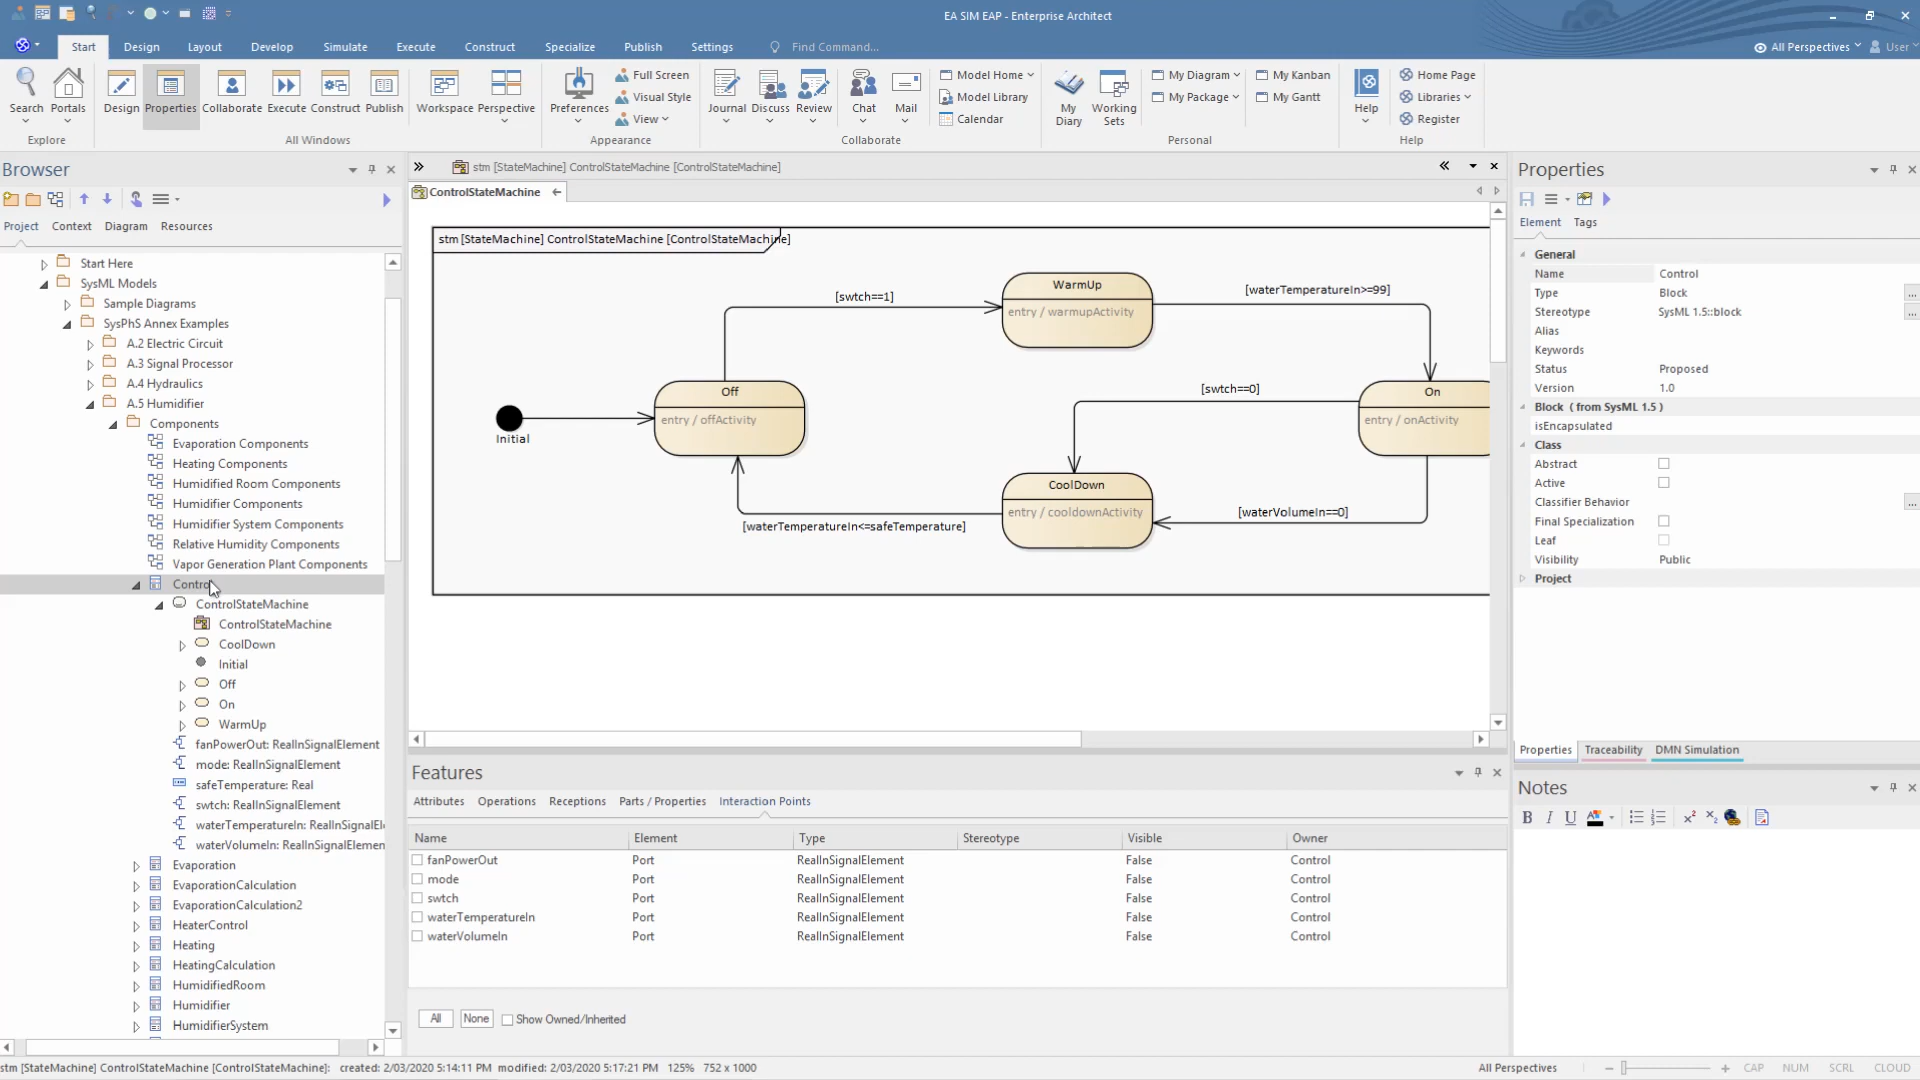 EA SIM EAP - Enterprise Architect
Start Design Layout Develop Simulate Execute Construct Specialize Publish Settings Find Command... All Perspectives User
Search Portals Design Properties Collaborate Execute Construct Publish Workspace Perspective Preferences
Full Screen
Visual Style
View
Journal Discuss Review Chat Mail
Model Home
Model Library
Calendar
My Diary
Working Sets
My Diagram
My Package
My Kanban
My Gantt
Help
Home Page
Libraries
Register
Explore All Windows Appearance Collaborate Personal Help
Browser
Project Context Diagram Resources
Start Here
SysML Models
Sample Diagrams
SysPhS Annex Examples
A.2 Electric Circuit
A.3 Signal Processor
A.4 Hydraulics
A.5 Humidifier
Components
Evaporation Components
Heating Components
Humidified Room Components
Humidifier Components
Humidifier System Components
Relative Humidity Components
Vapor Generation Plant Components
Control
ControlStateMachine
ControlStateMachine
CoolDown
Initial
Off
On
WarmUp
fanPowerOut: RealInSignalElement
mode: RealInSignalElement
safeTemperature: Real
swtch: RealInSignalElement
waterTemperatureIn: RealInSignalEl
waterVolumeIn: RealInSignalElemen
Evaporation
EvaporationCalculation
EvaporationCalculation2
HeaterControl
Heating
HeatingCalculation
HumidifiedRoom
Humidifier
HumidifierSystem
stm [StateMachine] ControlStateMachine [ControlStateMachine]
ControlStateMachine
stm [StateMachine] ControlStateMachine [ControlStateMachine]
[swtch==1]
WarmUp
entry / warmupActivity
[waterTemperatureIn>=99]
Initial
Off
entry / offActivity
[swtch==0]
On
entry / onActivity
CoolDown
entry / cooldownActivity
[waterTemperatureIn<=safeTemperature]
[waterVolumeIn==0]
Features
Attributes Operations Receptions Parts / Properties Interaction Points
Name Element Type Stereotype Visible Owner
fanPowerOut Port RealInSignalElement False Control
mode Port RealInSignalElement False Control
swtch Port RealInSignalElement False Control
waterTemperatureIn Port RealInSignalElement False Control
waterVolumeIn Port RealInSignalElement False Control
All None Show Owned/Inherited
Properties
Element Tags
General
Name Control
Type Block
Stereotype SysML 1.5::block
Alias
Keywords
Status Proposed
Version 1.0
Block ( from SysML 1.5 )
isEncapsulated
Class
Abstract
Active
Classifier Behavior
Final Specialization
Leaf
Visibility Public
Project
Properties Traceability DMN Simulation
Notes
B I U A x² x₂
stm [StateMachine] ControlStateMachine [ControlStateMachine]: created: 2/03/2020 5:14:11 PM modified: 2/03/2020 5:17:21 PM 125% 752 x 1000 All Perspectives CAP NUM SCRL CLOUD